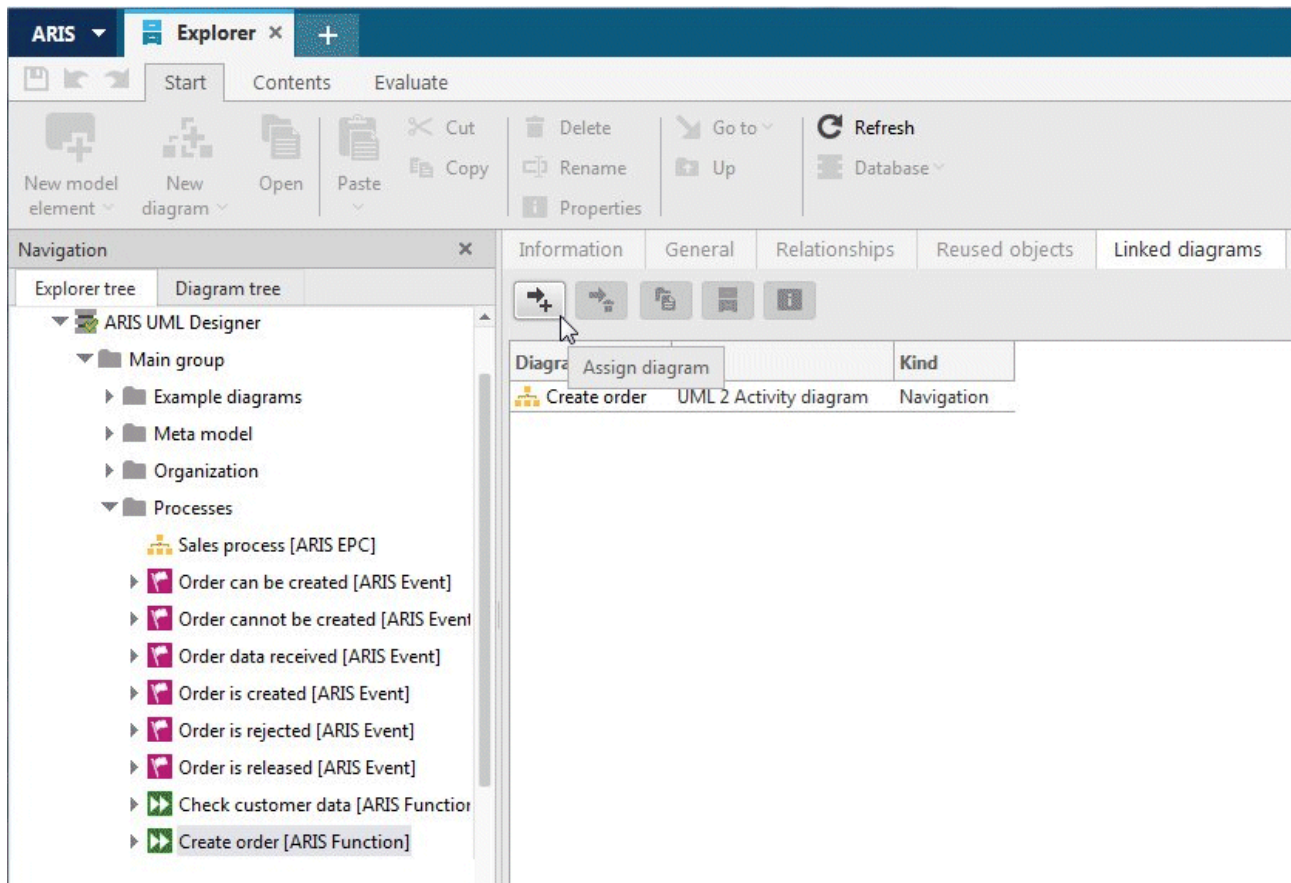 ARIS Explorer
Start Contents Evaluate
New model element
New diagram
Open
Paste
Cut
Copy
Delete
Rename
Properties
Go to
Up
Refresh
Database
Navigation
Explorer tree Diagram tree
ARIS UML Designer
Main group
Example diagrams
Meta model
Organization
Processes
Sales process [ARIS EPC]
Order can be created [ARIS Event]
Order cannot be created [ARIS Event
Order data received [ARIS Event]
Order is created [ARIS Event]
Order is rejected [ARIS Event]
Order is released [ARIS Event]
Check customer data [ARIS Function
Create order [ARIS Function]
Information General Relationships Reused objects Linked diagrams
Assign diagram
Diagra Kind
Create order UML 2 Activity diagram Navigation